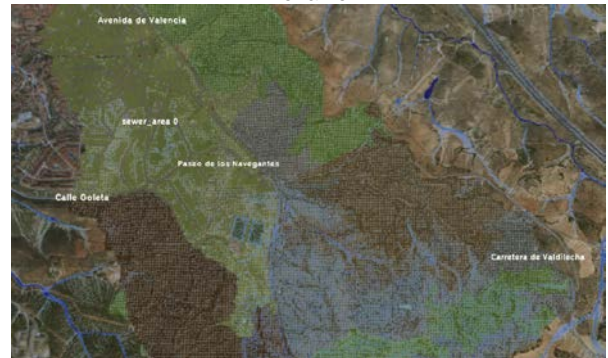 Avenida de Valencia
sewer_area 0
Paseo de los Navegantes
Calle Goleta
Carretera de Valdilecha